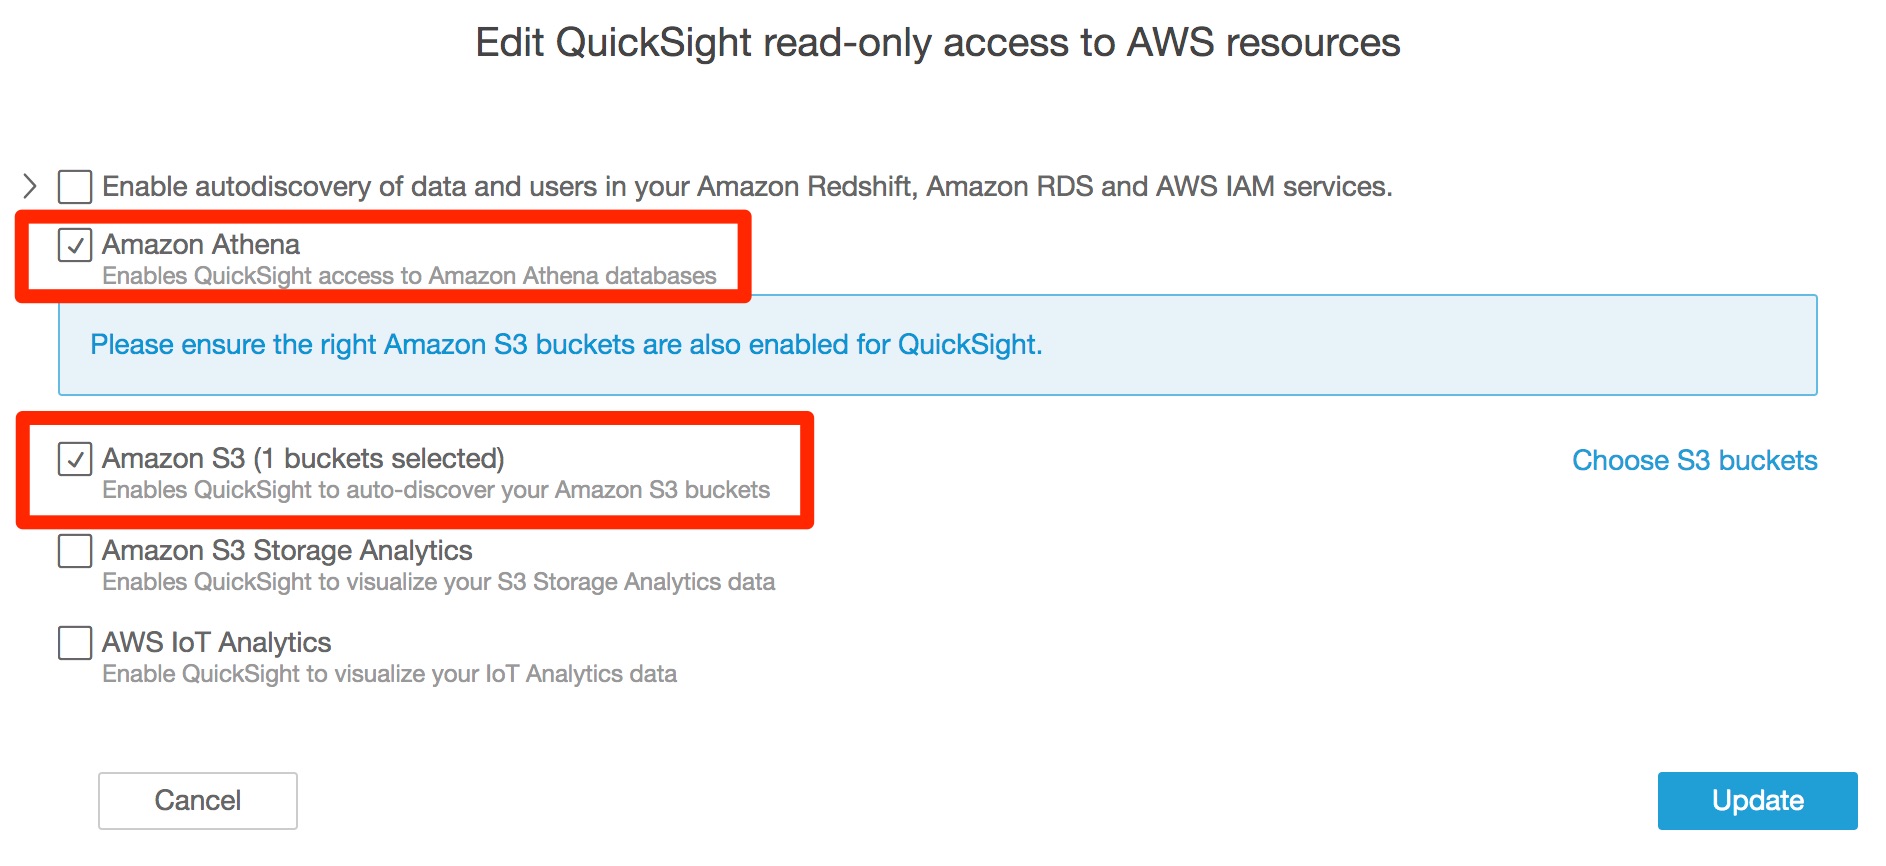 Edit QuickSight read-only access to AWS resources
Enable autodiscovery of data and users in your Amazon Redshift, Amazon RDS and AWS IAM services.
Amazon Athena
Enables QuickSight access to Amazon Athena databases
Please ensure the right Amazon S3 buckets are also enabled for QuickSight.
Amazon S3 (1 buckets selected)
Choose S3 buckets
Enables QuickSight to auto-discover your Amazon S3 buckets
Amazon S3 Storage Analytics
Enables QuickSight to visualize your S3 Storage Analytics data
AWS IoT Analytics
Enable QuickSight to visualize your IoT Analytics data
Cancel
Update